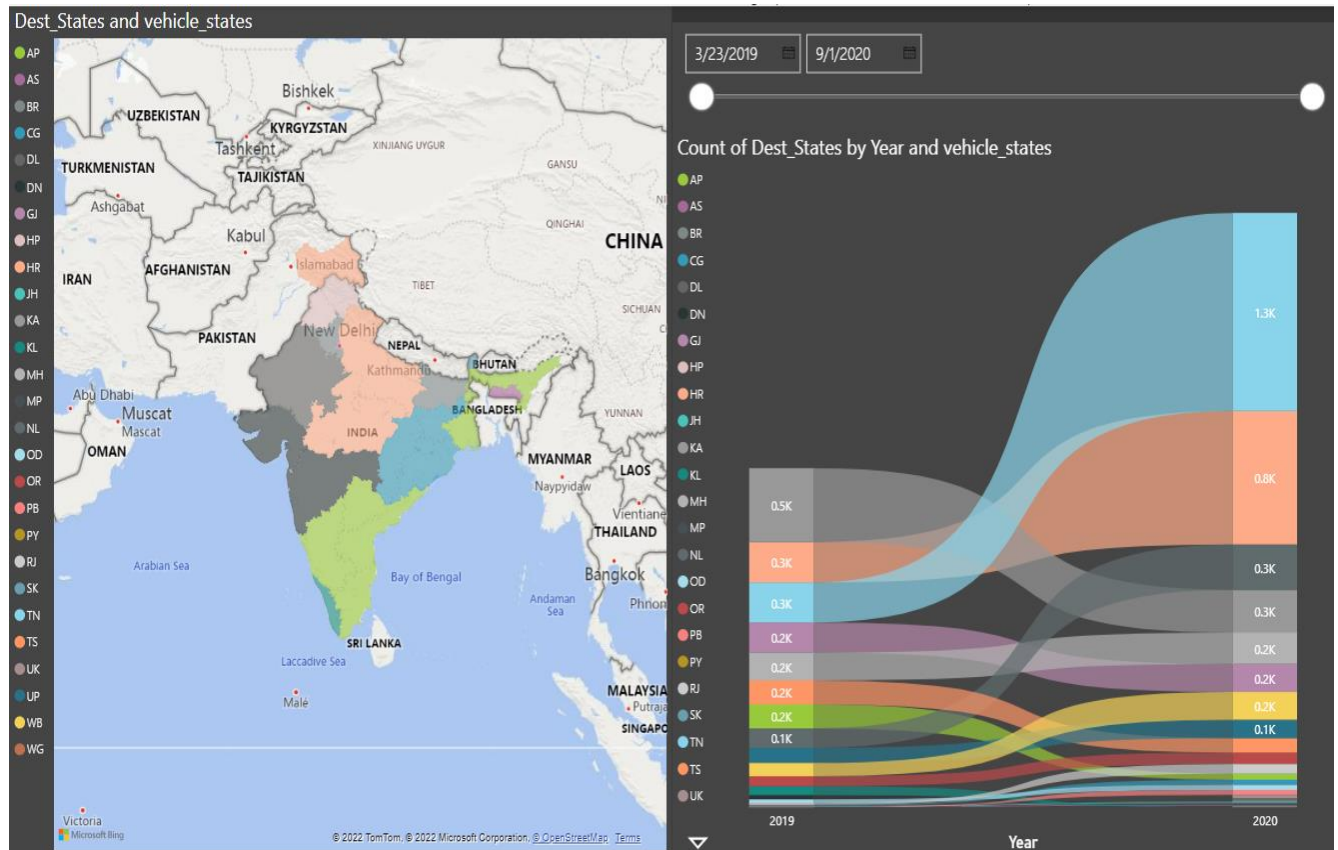 Dest_States and vehicle_states
AP
AS
BR
CG
DL
DN
GJ
HP
HR
JH
KA
KL
MH
MP
NL
OD
OR
PB
PY
RJ
SK
TN
TS
UK
UP
WB
WG
Bishkek
UZBEKISTAN
KYRGYZSTAN
Tashkent
XINJIANG UYGUR
GANSU
TURKMENISTAN
TAJIKISTAN
Ashgabat
QINGHAI
Kabul
CHINA
Islamabad
IRAN
AFGHANISTAN
TIBET
SICHUAN
PAKISTAN
New Delhi
NEPAL
BHUTAN
Kathmandu
Abu Dhabi
Muscat
Mascat
BANGLADESH
YUNNAN
INDIA
OMAN
MYANMAR
LAOS
Naypyidaw
Vientiane
THAILAND
Arabian Sea
Bay of Bengal
Bangkok
Andaman
Sea
SRI LANKA
Laccadive Sea
Malé
MALAYSIA
Putraja
SINGAPO
Victoria
Microsoft Bing
© 2022 TomTom, © 2022 Microsoft Corporation, © OpenStreetMap Terms
3/23/2019
9/1/2020
Count of Dest_States by Year and vehicle_states
AP
AS
BR
CG
DL
DN
GJ
HP
HR
JH
KA
KL
MH
MP
NL
OD
OR
PB
PY
RJ
SK
TN
TS
UK
0.5K
0.3K
0.3K
0.2K
0.2K
0.2K
0.2K
0.1K
1.3K
0.8K
0.3K
0.3K
0.2K
0.2K
0.2K
0.1K
2019
2020
Year